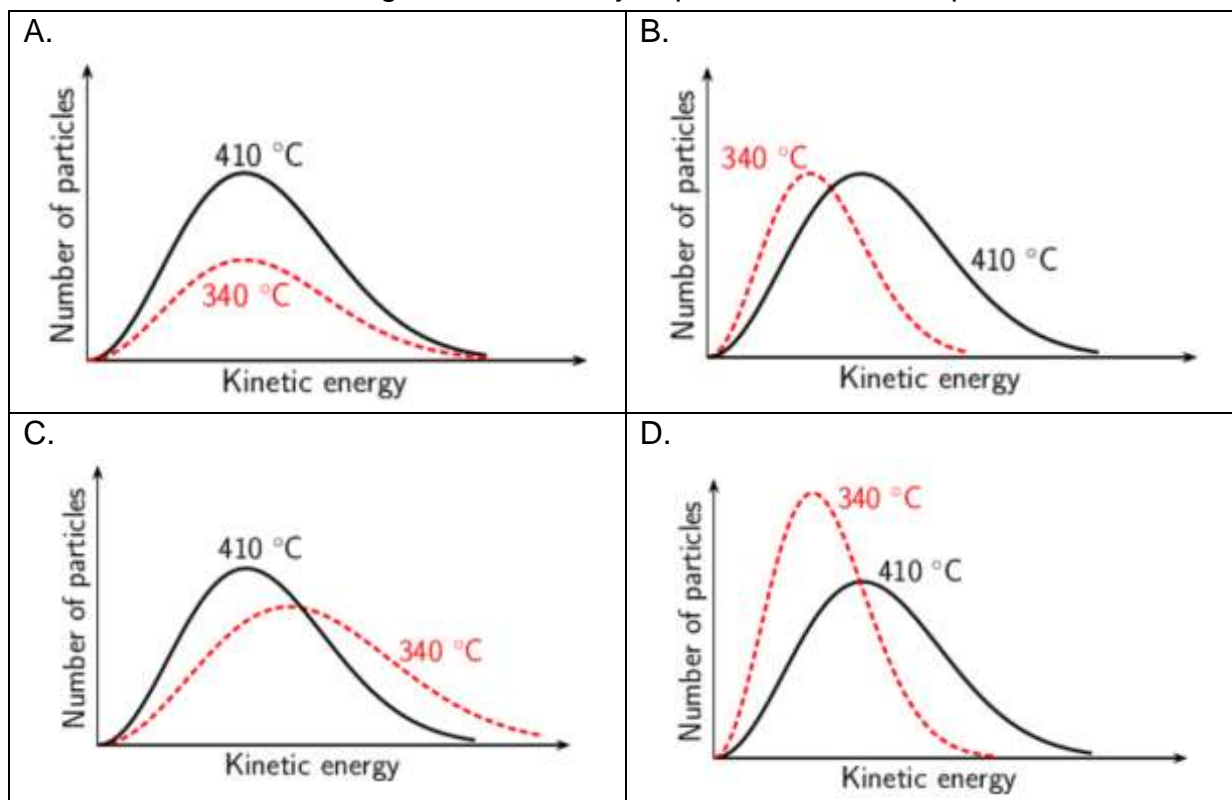 A.
Number of particles
410 °C
340 °C
Kinetic energy
B.
Number of particles
340 °C
410 °C
Kinetic energy
C.
Number of particles
410 °C
340 °C
Kinetic energy
D.
Number of particles
340 °C
410 °C
Kinetic energy